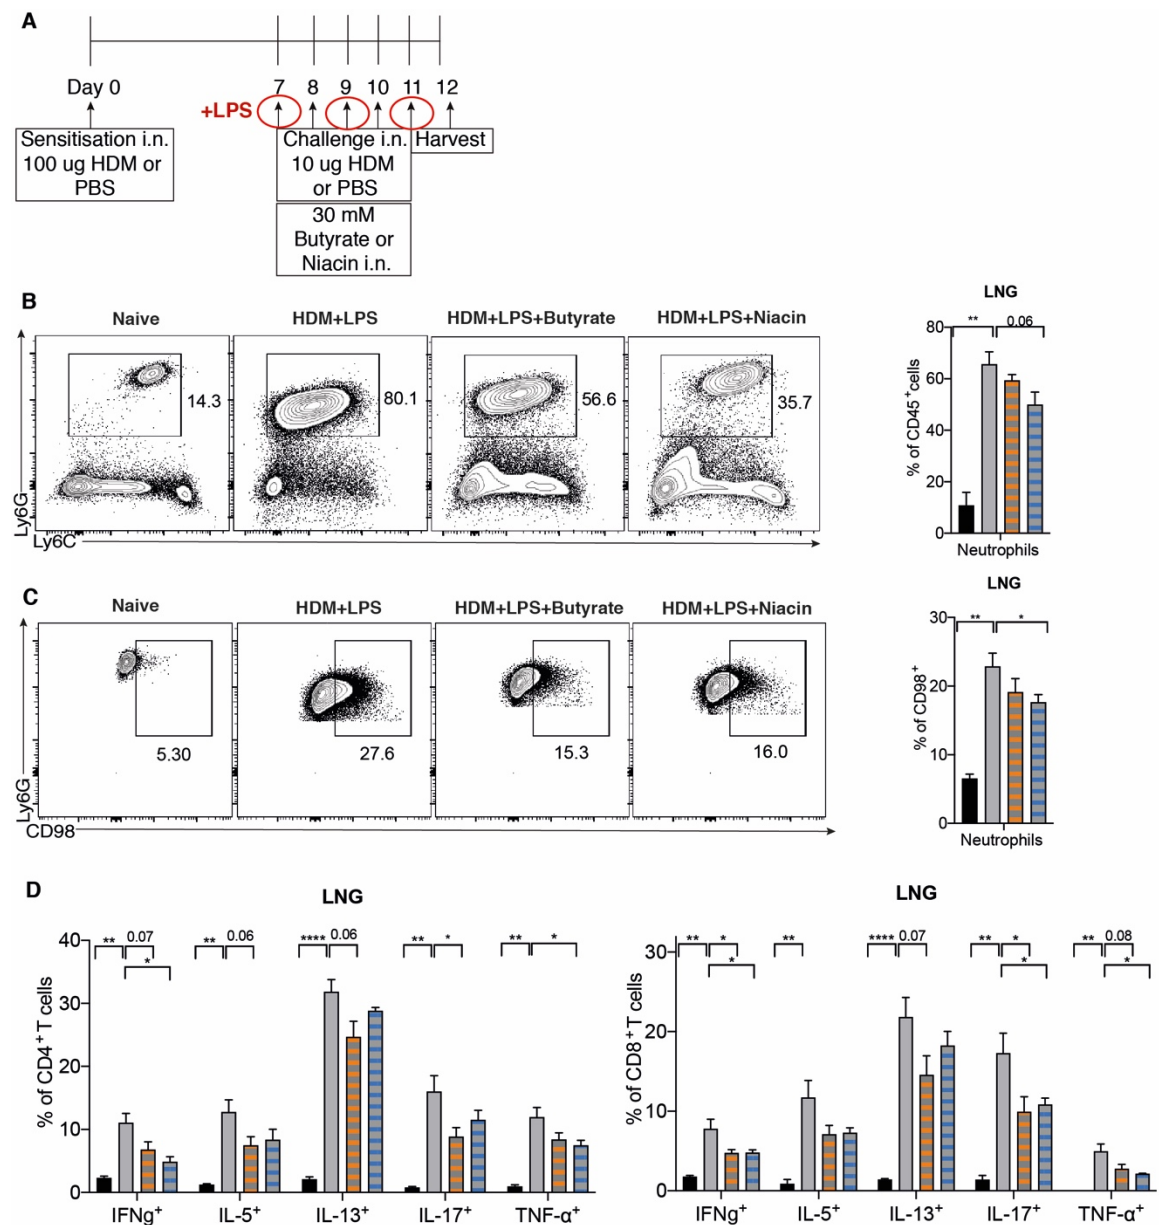 A
Day 0 7 8 9 10 11 12
+LPS
Sensitisation i.n.
100 ug HDM or
PBS
Challenge i.n.
10 ug HDM
or PBS
Harvest
30 mM
Butyrate or
Niacin i.n.
B
Naive HDM+LPS HDM+LPS+Butyrate HDM+LPS+Niacin
14.3 80.1 56.6 35.7
Ly6G
Ly6C
LNG
** 0.06
% of CD45+cells
80
60
40
20
0
Neutrophils
C
Naive HDM+LPS HDM+LPS+Butyrate HDM+LPS+Niacin
5.30 27.6 15.3 16.0
Ly6G
CD98
LNG
** *
% of CD98+
30
20
10
0
Neutrophils
D
LNG
** 0.07 ** 0.06 **** 0.06 ** * ** *
*
% of CD4+T cells
40
30
20
10
0
IFNg+ IL-5+ IL-13+ IL-17+ TNF-α+
LNG
** * ** **** 0.07 ** * ** 0.08
* * *
% of CD8+T cells
30
20
10
0
IFNg+ IL-5+ IL-13+ IL-17+ TNF-α+